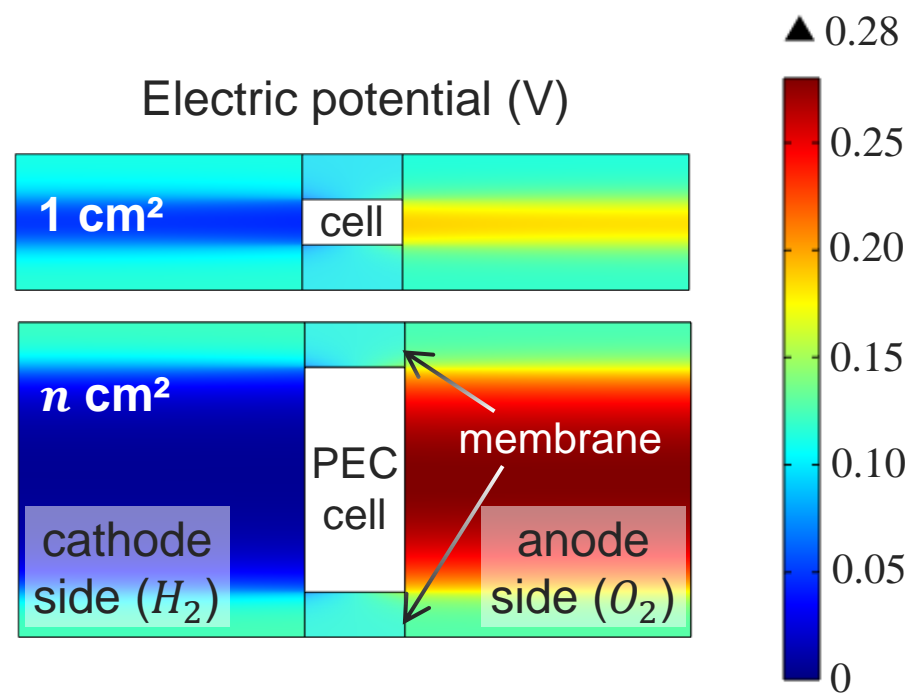 Electric potential (V)
▲ 0.28
0.25
0.20
0.15
0.10
0.05
0
1 cm²
cell
n cm²
PEC
cell
membrane
cathode
side (H₂)
anode
side (O₂)